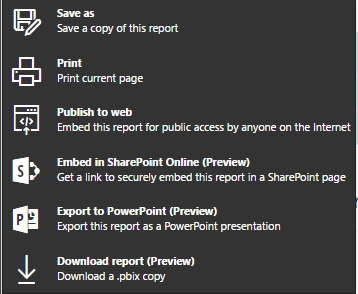 Save as
Save a copy of this report
Print
Print current page
Publish to web
Embed this report for public access by anyone on the Internet
Embed in SharePoint Online (Preview)
Get a link to securely embed this report in a SharePoint page
Export to PowerPoint (Preview)
Export this report as a PowerPoint presentation
Download report (Preview)
Download a .pbix copy